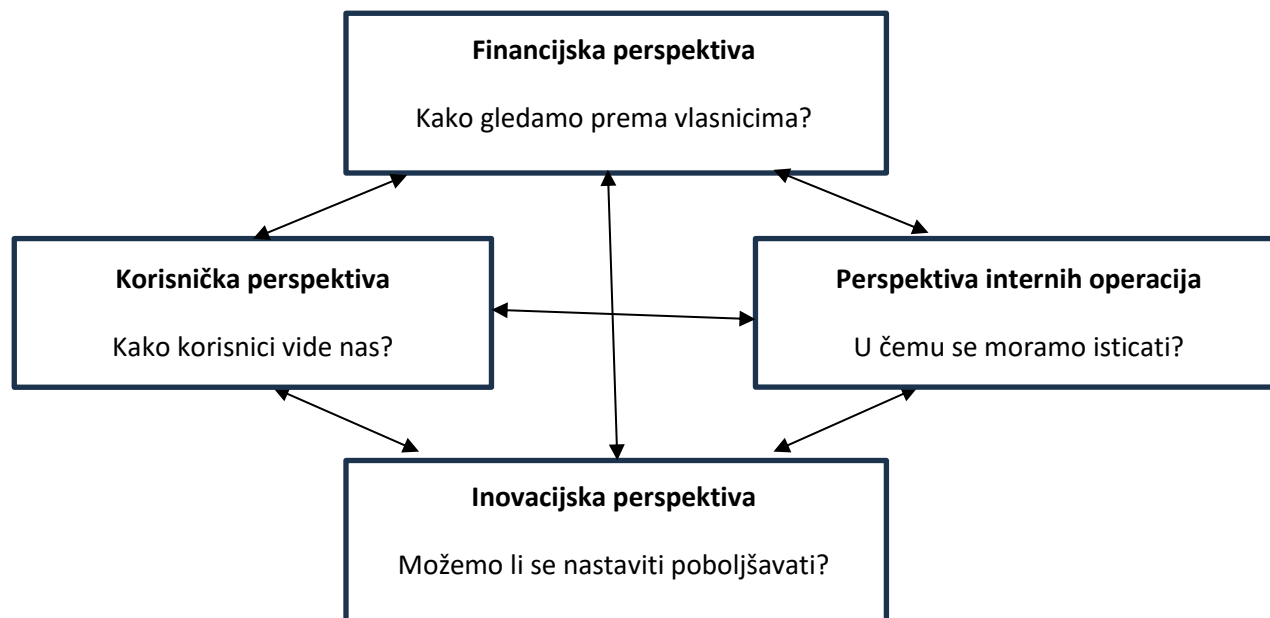 Financijska perspektiva
Kako gledamo prema vlasnicima?
Korisnička perspektiva
Kako korisnici vide nas?
Perspektiva internih operacija
U čemu se moramo isticati?
Inovacijska perspektiva
Možemo li se nastaviti poboljšavati?